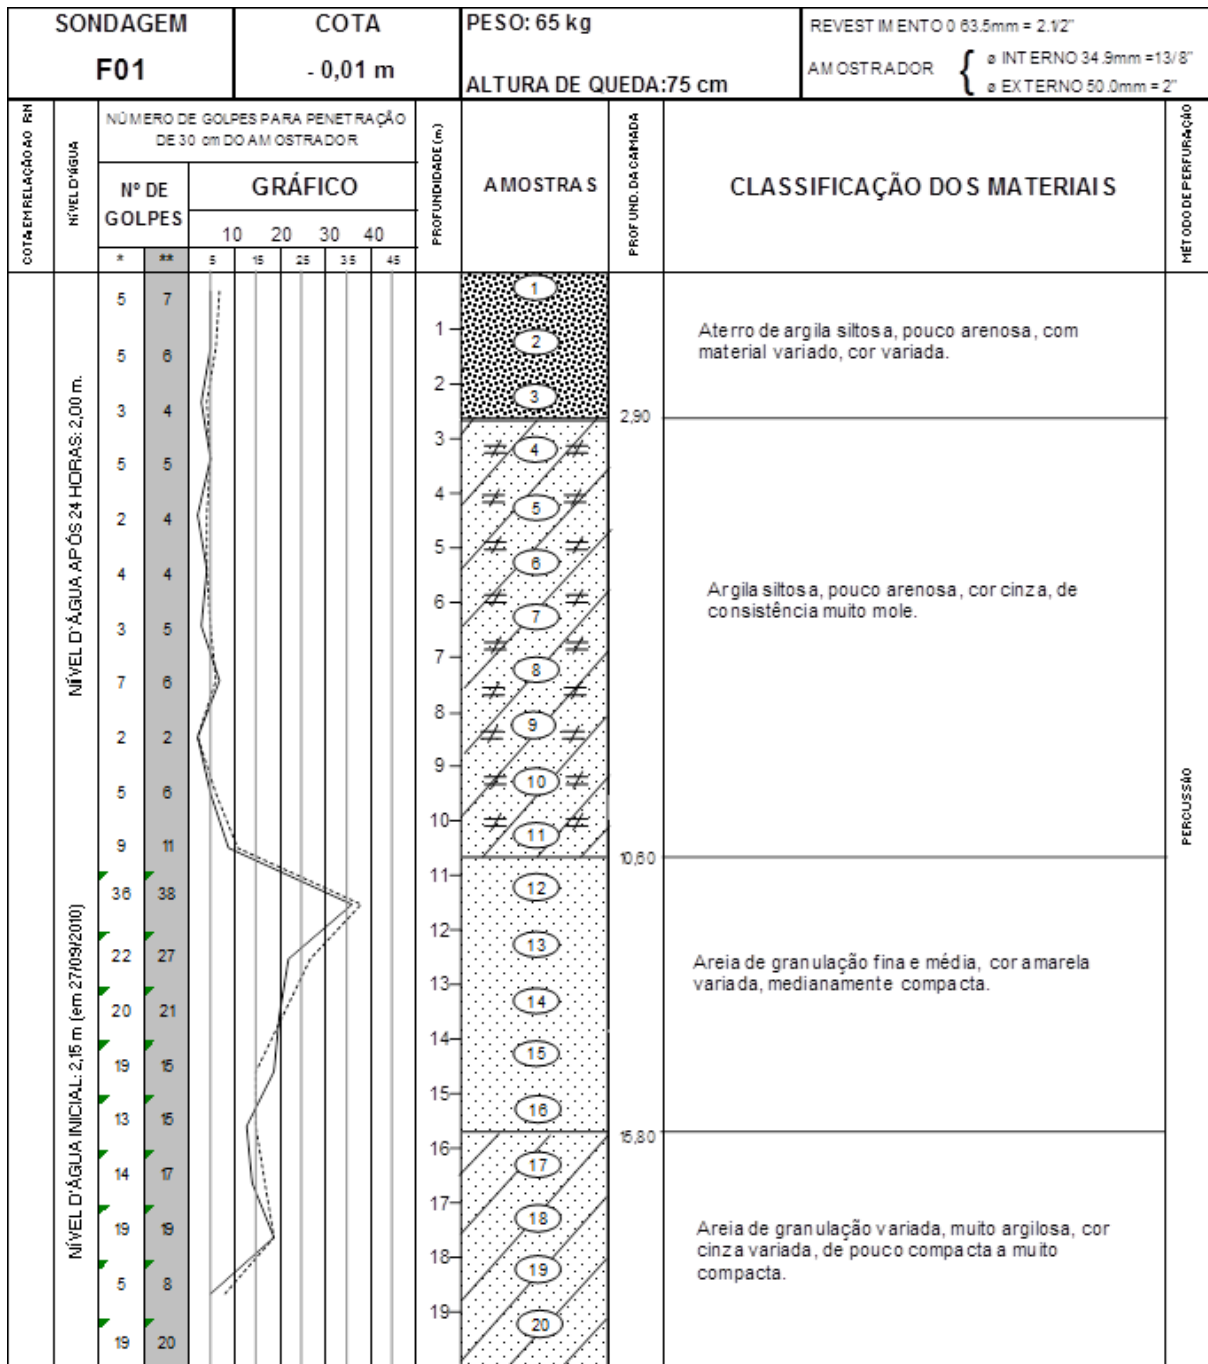 SONDAGEM
F01
COTA
- 0,01 m
PESO: 65 kg
ALTURA DE QUEDA:75 cm
REVESTIMENTO 0 63.5mm = 2.1/2"
AMOSTRADOR {
ø INTERNO 34.9mm =13/8"
ø EXTERNO 50.0mm = 2"
COTA EM RELAÇÃO AO RN
NÍVEL D'ÁGUA
NÚMERO DE GOLPES PARA PENETRAÇÃO
DE 30 cm DO AMOSTRADOR
Nº DE
GOLPES
GRÁFICO
10 20 30 40
* ** 5 15 25 35 45
PROFUNDIDADE (m)
AMOSTRAS
PROFUND. DA CAMADA
CLASSIFICAÇÃO DOS MATERIAIS
MÉTODO DE PERFURAÇÃO
NÍVEL D'ÁGUA APÓS 24 HORAS: 2,00 m.
NÍVEL D'ÁGUA INICIAL: 2,15 m (em 27/09/2010)
5 7
5 6
3 4
5 5
2 4
4 4
3 5
7 6
2 2
5 6
9 11
36 38
22 27
20 21
19 15
13 15
14 17
19 19
5 8
19 20
1
2
3
4
5
6
7
8
9
10
11
12
13
14
15
16
17
18
19
1
2
3
4
5
6
7
8
9
10
11
12
13
14
15
16
17
18
19
20
2,90
10,80
15,80
Aterro de argila siltosa, pouco arenosa, com
material variado, cor variada.
Argila siltosa, pouco arenosa, cor cinza, de
consistência muito mole.
Areia de granulação fina e média, cor amarela
variada, medianamente compacta.
Areia de granulação variada, muito argilosa, cor
cinza variada, de pouco compacta a muito
compacta.
PERCUSSÃO